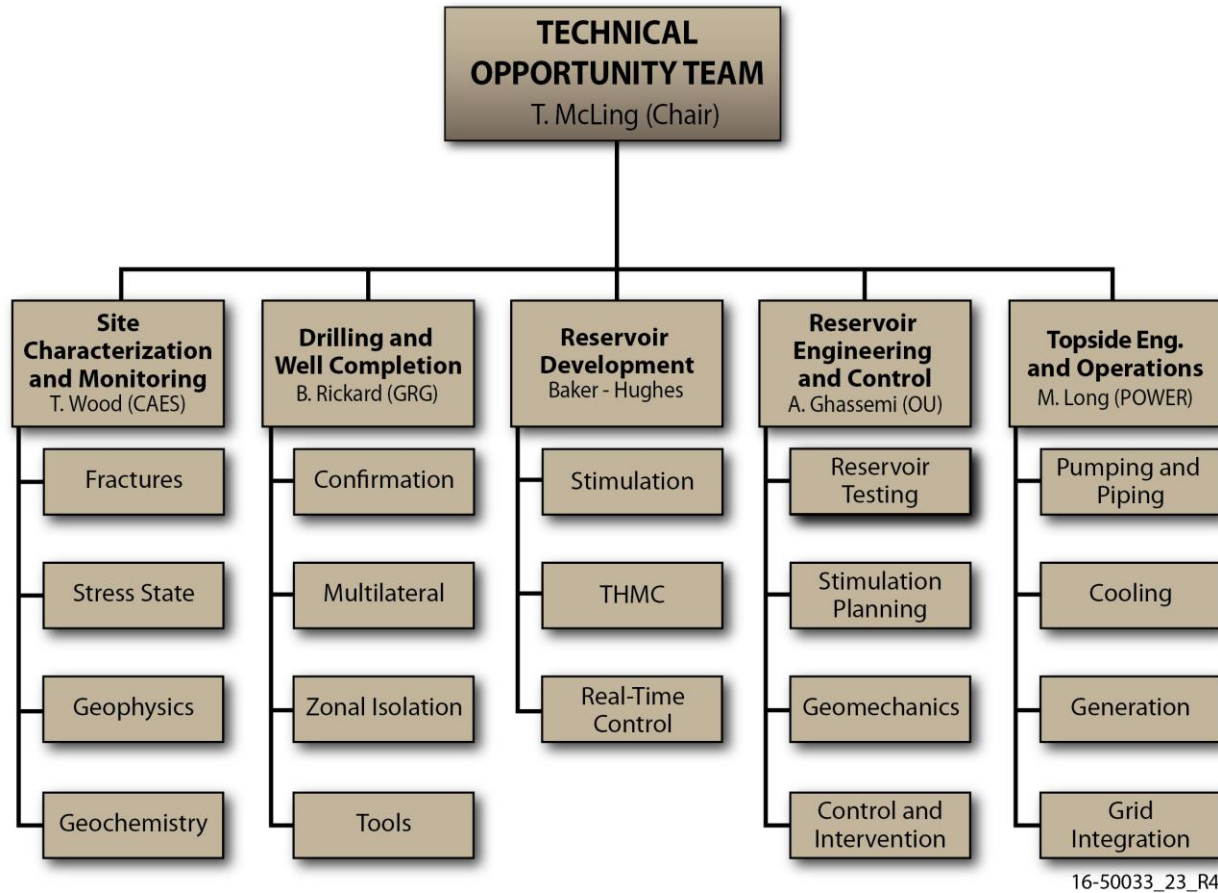 TECHNICAL
OPPORTUNITY TEAM
T. McLing (Chair)
Site
Characterization
and Monitoring
T. Wood (CAES)
Fractures
Stress State
Geophysics
Geochemistry
Drilling and
Well Completion
B. Rickard (GRG)
Confirmation
Multilateral
Zonal Isolation
Tools
Reservoir
Development
Baker - Hughes
Stimulation
THMC
Real-Time
Control
Reservoir
Engineering
and Control
A. Ghassemi (OU)
Reservoir
Testing
Stimulation
Planning
Geomechanics
Control and
Intervention
Topside Eng.
and Operations
M. Long (POWER)
Pumping and
Piping
Cooling
Generation
Grid
Integration
16-50033_23_R4